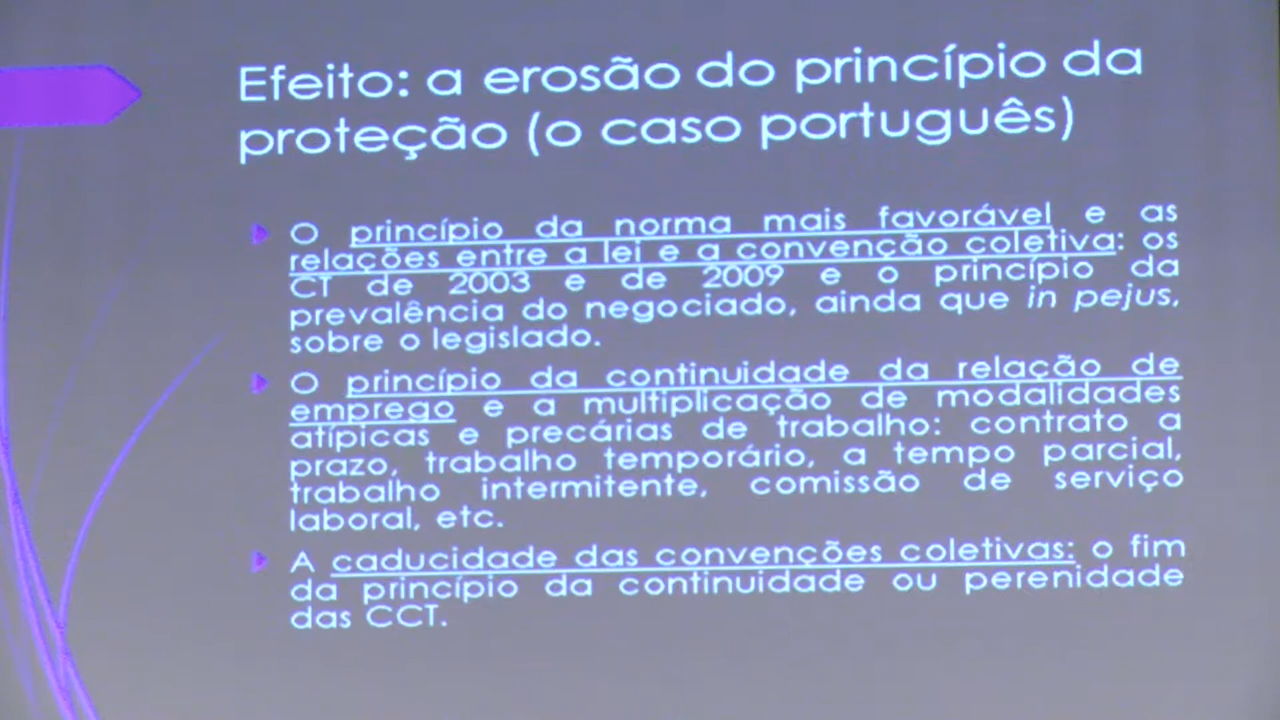 Efeito: a erosão do princípio da
proteção (o caso português)
O princípio da norma mais favorável e as
relações entre a lei e a convenção coletiva: os
CT de 2003 e de 2009 e o princípio da
prevalência do negociado, ainda que in pejus,
sobre o legislado.
O princípio da continuidade da relação de
emprego e a multiplicação de modalidades
atípicas e precárias de trabalho: contrato a
prazo, trabalho temporário, a tempo parcial,
trabalho intermitente, comissão de serviço
laboral, etc.
A caducidade das convenções coletivas: o fim
da princípio da continuidade ou perenidade
das CCT.